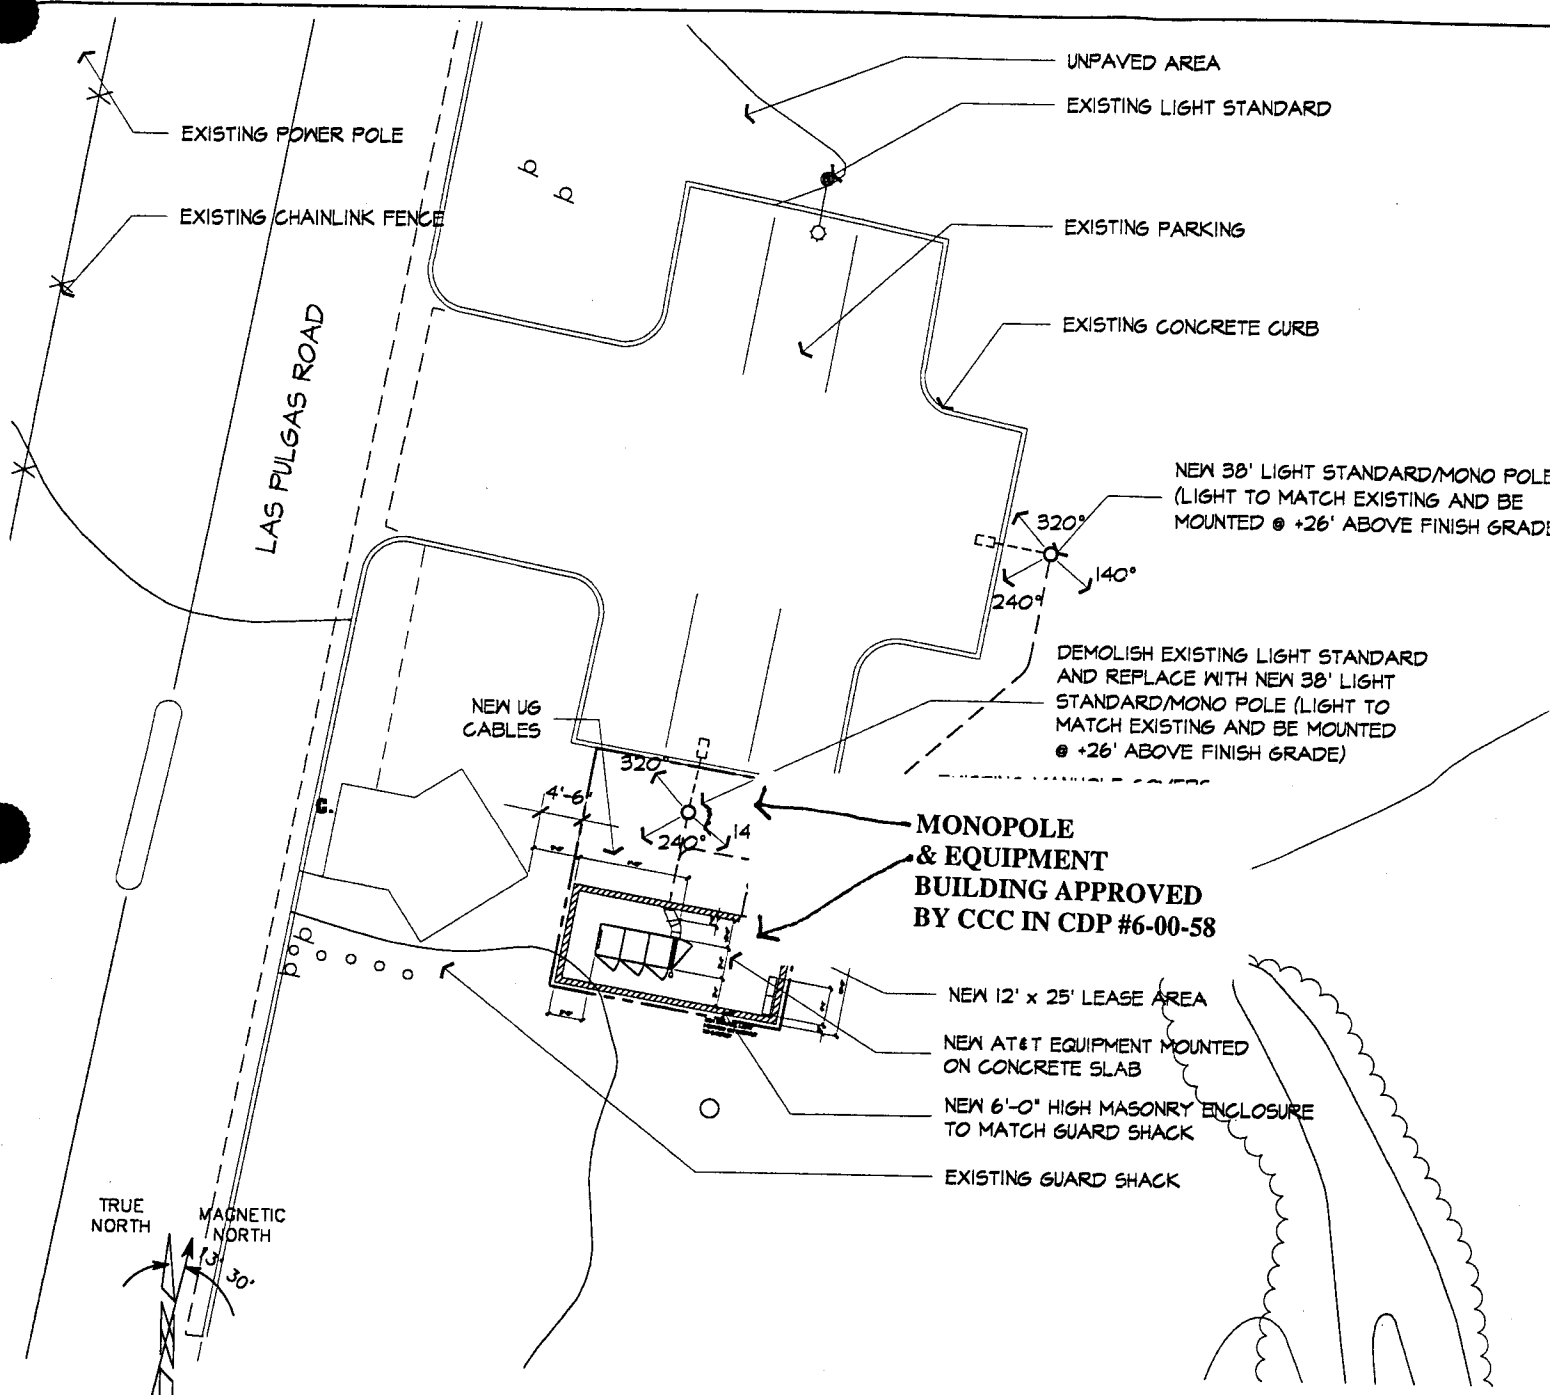 UNPAVED AREA
EXISTING LIGHT STANDARD
EXISTING POWER POLE
EXISTING CHAINLINK FENCE
EXISTING PARKING
EXISTING CONCRETE CURB
LAS PULGAS ROAD
NEW 38' LIGHT STANDARD/MONO POLE
(LIGHT TO MATCH EXISTING AND BE
MOUNTED @ +26' ABOVE FINISH GRADE
320°
140°
240°
DEMOLISH EXISTING LIGHT STANDARD
AND REPLACE WITH NEW 38' LIGHT
STANDARD/MONO POLE (LIGHT TO
MATCH EXISTING AND BE MOUNTED
@ +26' ABOVE FINISH GRADE)
NEW UG
CABLES
320°
4'-6"
240°
14
MONOPOLE
& EQUIPMENT
BUILDING APPROVED
BY CCC IN CDP #6-00-58
NEW 12' x 25' LEASE AREA
NEW AT&T EQUIPMENT MOUNTED
ON CONCRETE SLAB
NEW 6'-0" HIGH MASONRY ENCLOSURE
TO MATCH GUARD SHACK
EXISTING GUARD SHACK
TRUE
NORTH
MAGNETIC
NORTH
13° 30'